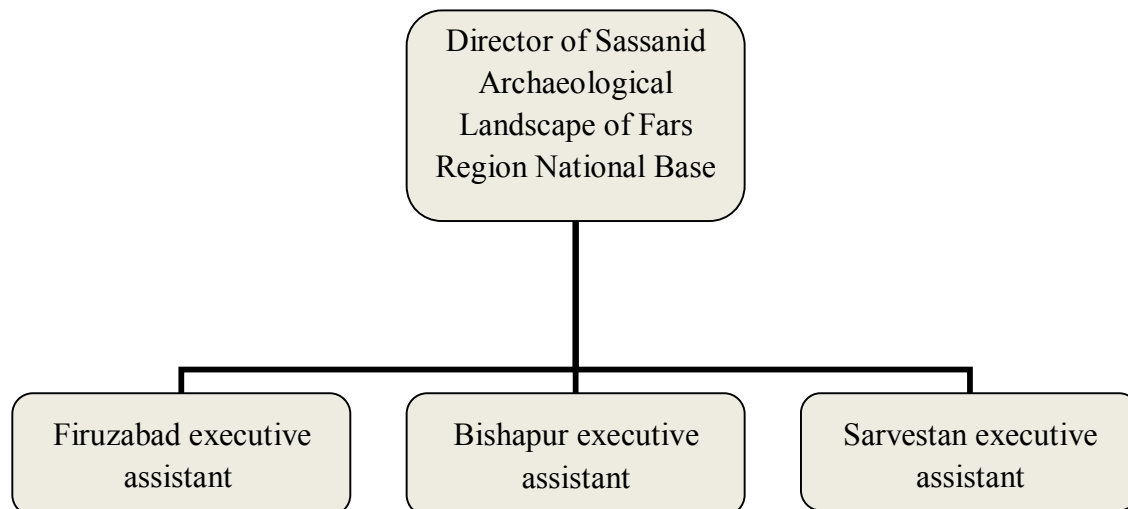 Director of Sassanid
Archaeological
Landscape of Fars
Region National Base
Firuzabad executive
assistant
Bishapur executive
assistant
Sarvestan executive
assistant